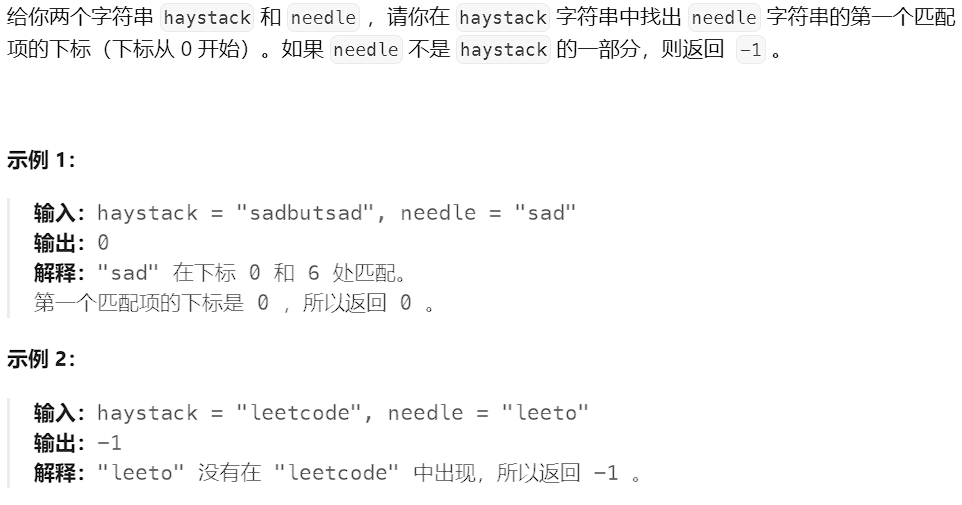 给你两个字符串 haystack 和 needle ，请你在 haystack 字符串中找出 needle 字符串的第一个匹配
项的下标（下标从 0 开始）。如果 needle 不是 haystack 的一部分，则返回 -1 。
示例 1：
输入：haystack = "sadbutsad", needle = "sad"
输出：0
解释："sad" 在下标 0 和 6 处匹配。
第一个匹配项的下标是 0 ，所以返回 0 。
示例 2：
输入：haystack = "leetcode", needle = "leeto"
输出：-1
解释："leeto" 没有在 "leetcode" 中出现，所以返回 -1 。